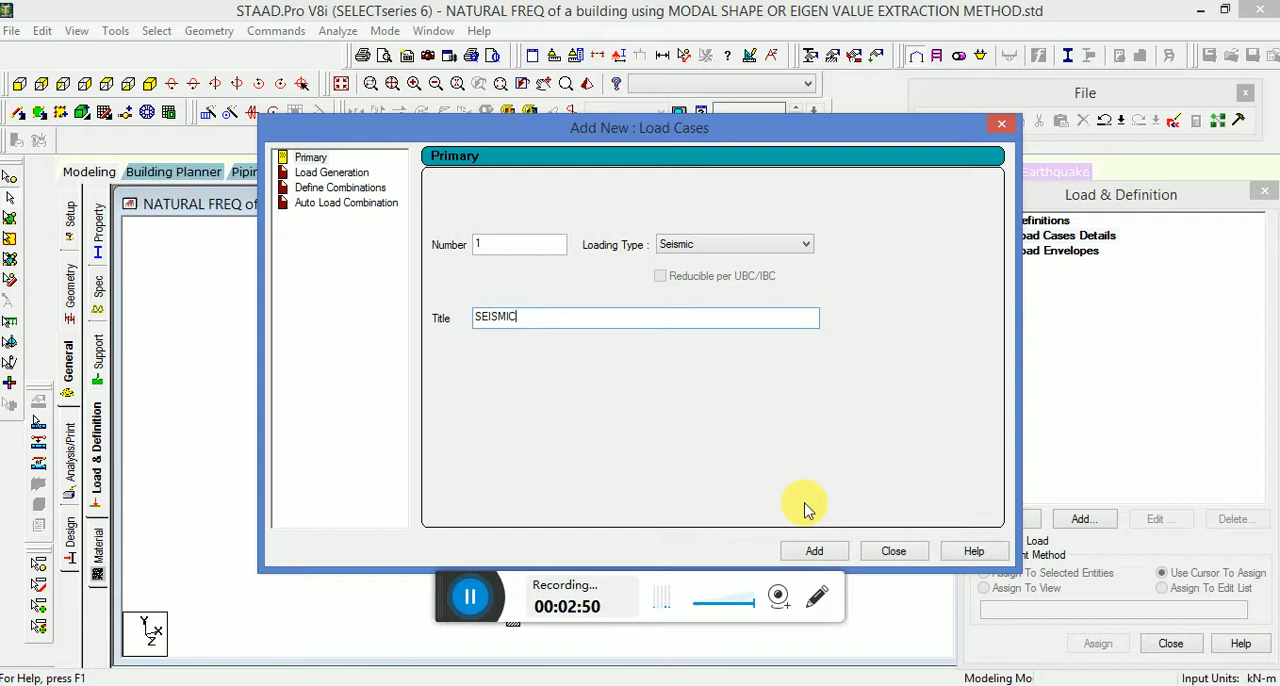 STAAD.Pro V8i (SELECTseries 6) - NATURAL FREQ of a building using MODAL SHAPE OR EIGEN VALUE EXTRACTION METHOD.std
File Edit View Tools Select Geometry Commands Analyze Mode Window Help
File
Add New : Load Cases
Primary
Load Generation
Define Combinations
Auto Load Combination
Primary
Number 1 Loading Type : Seismic
Reducible per UBC/IBC
Title SEISMIC
Add Close Help
Modeling Building Planner Pipin Earthquake
NATURAL FREQ of
Load & Definition
efinitions
oad Cases Details
oad Envelopes
Setup
Geometry
General
Analysis/Print
Design
Property
Spec
Support
Load & Definition
Material
Add... Edit ... Delete...
Load
nt Method
Assign To Selected Entities Use Cursor To Assign
Assign To View Assign To Edit List
Assign Close Help
Recording...
00:02:50
Y
X
Z
For Help, press F1 Modeling Mo Input Units: kN-m